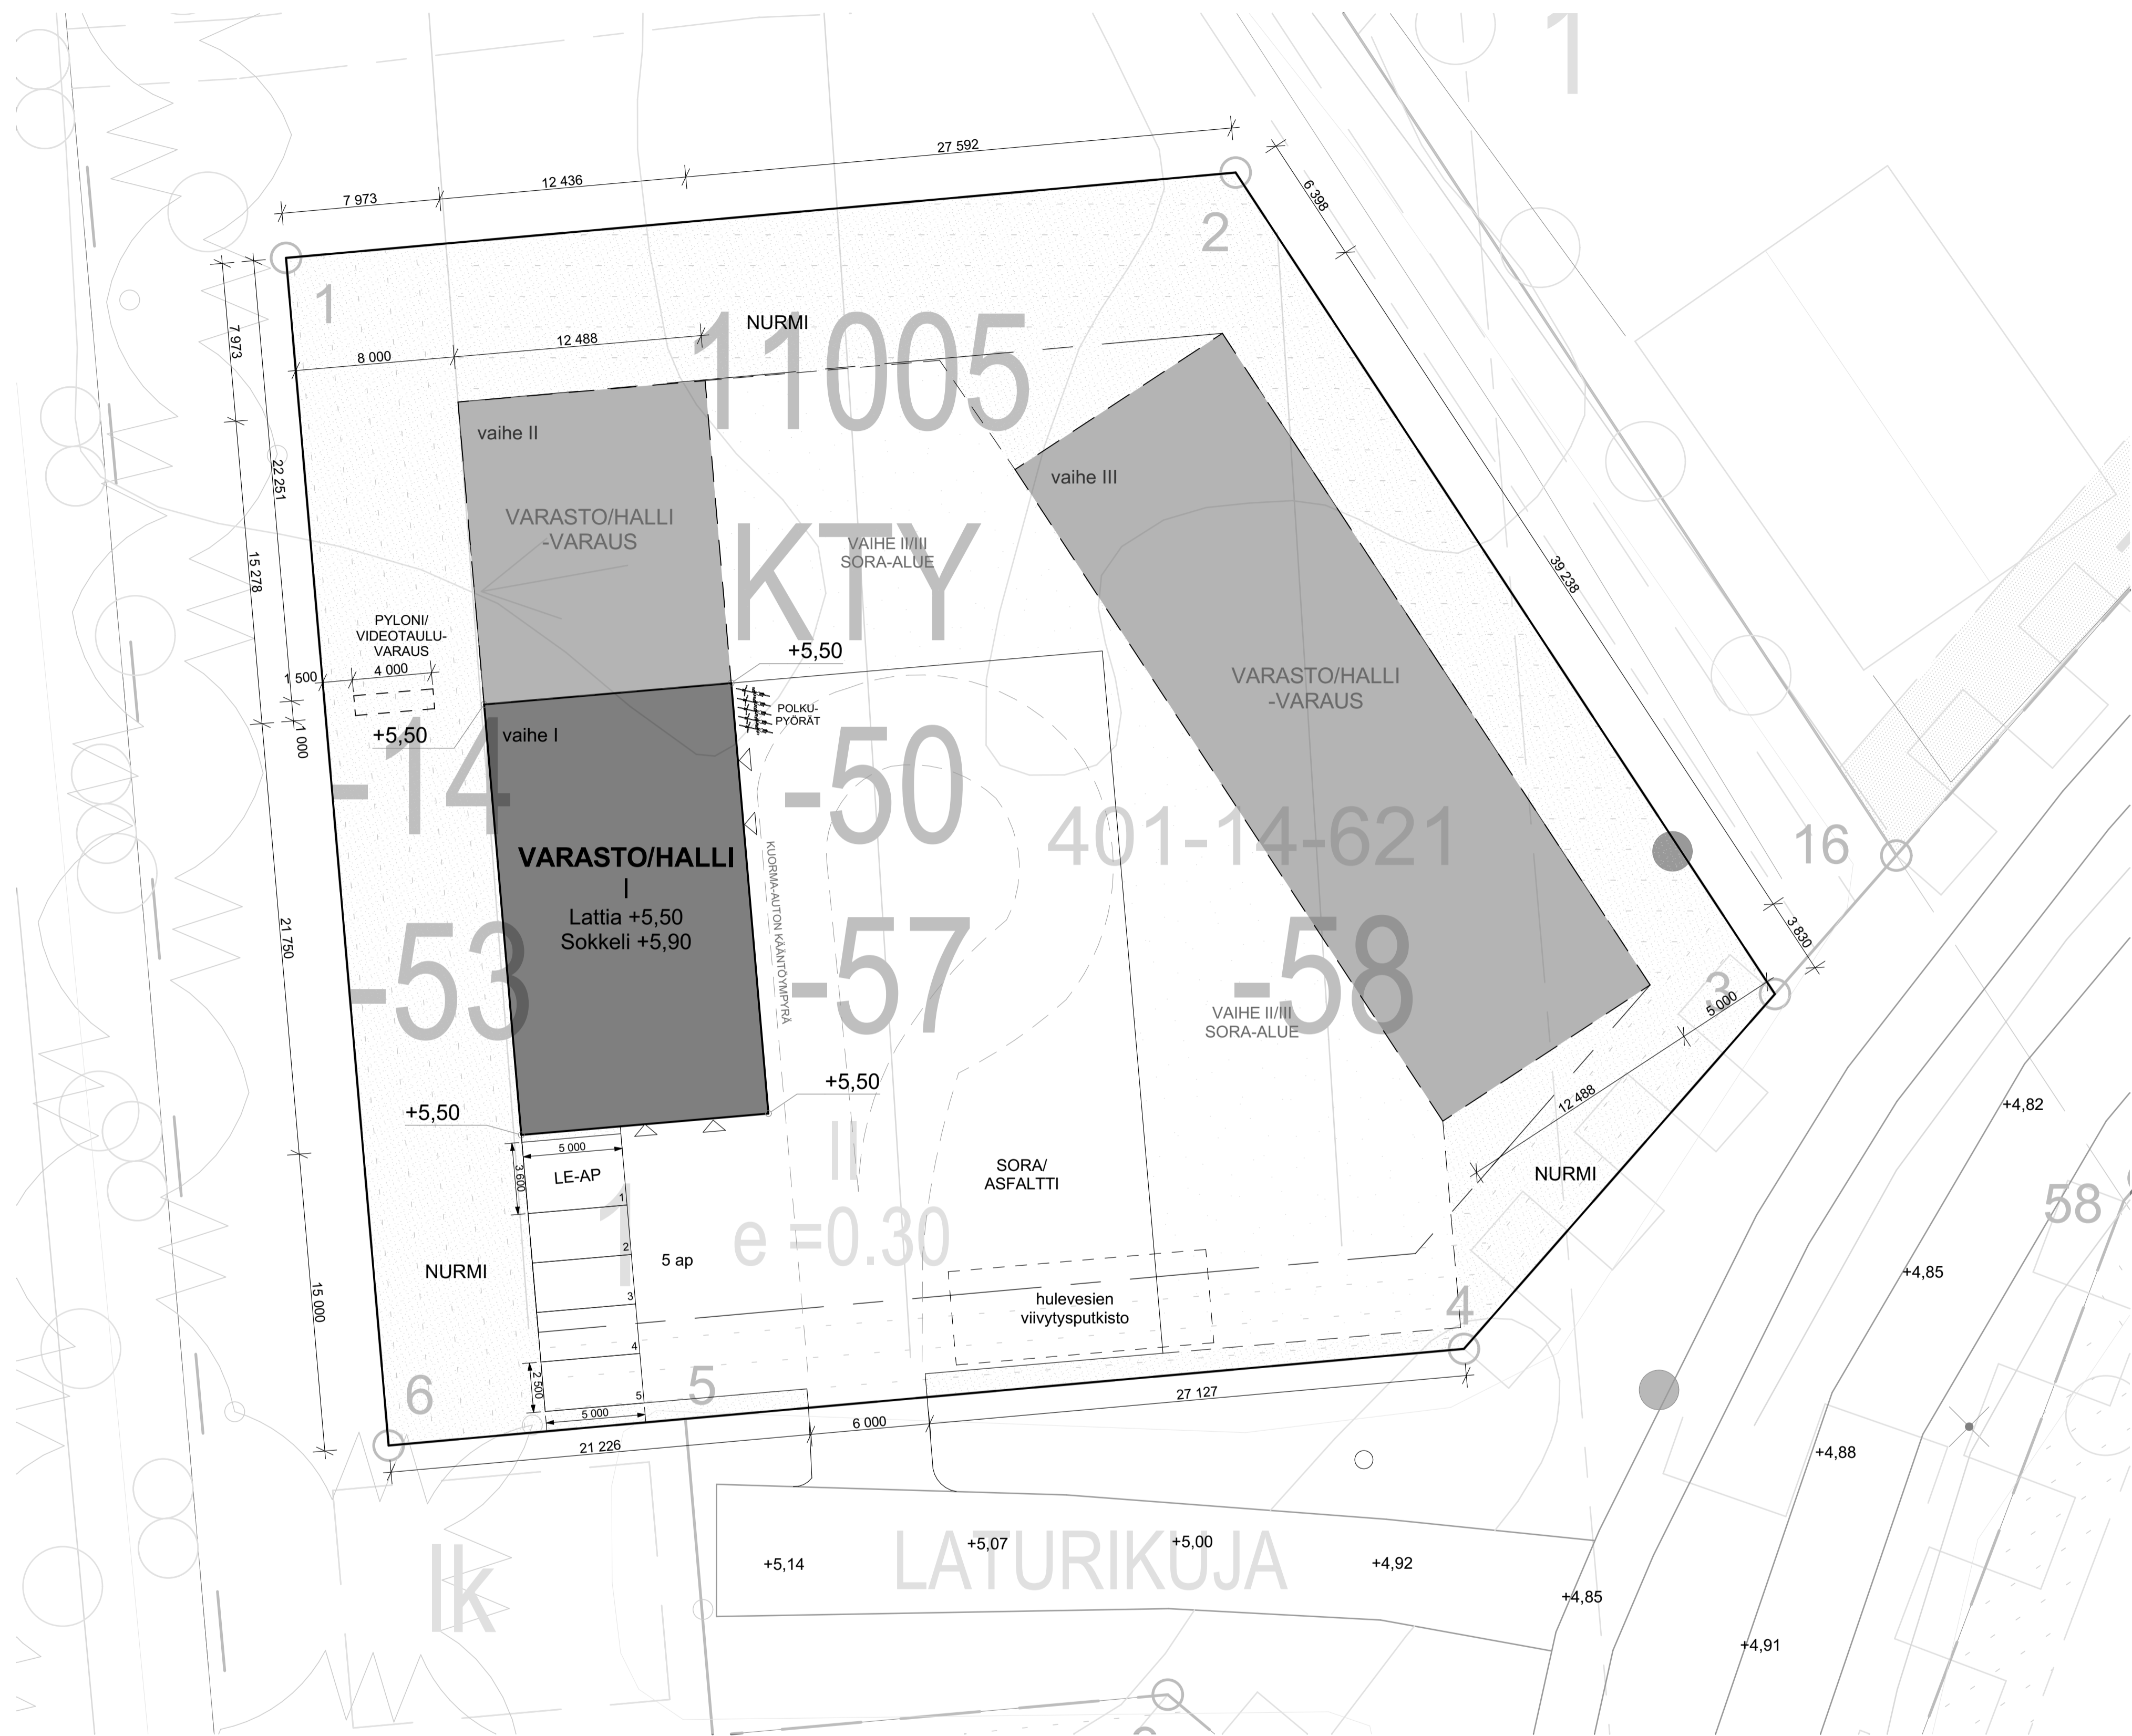 1
27 592
12 436
7 973
6 398
2
1
NURMI
11005
12 488
8 000
7 973
22 251
vaihe II
vaihe III
VARASTO/HALLI
-VARAUS
KTY
VAIHE II/III
SORA-ALUE
39 238
15 278
PYLONI/
VIDEOTAULU-
VARAUS
4 000
1 500
1 000
+5,50
VARASTO/HALLI
-VARAUS
POLKU-
PYÖRÄT
+5,50
vaihe I
-14
-50
401-14-621
16
KUORMA-AUTON KÄÄNTÖYMPYRÄ
VARASTO/HALLI
I
Lattia +5,50
Sokkeli +5,90
21 750
-53
-57
-58
3 830
3
5 000
VAIHE II/III
SORA-ALUE
+5,50
+5,50
12 488
+4,82
II
5 000
3 600
LE-AP
SORA/
ASFALTTI
NURMI
58
1
1
e =0.30
2
5 ap
NURMI
+4,85
15 000
3
hulevesien
viivytysputkisto
4
4
2 500
5
5
6
5 000
27 127
6 000
21 226
+4,88
LATURIKUJA
+5,14
+5,07
+5,00
+4,92
+4,85
lk
+4,91